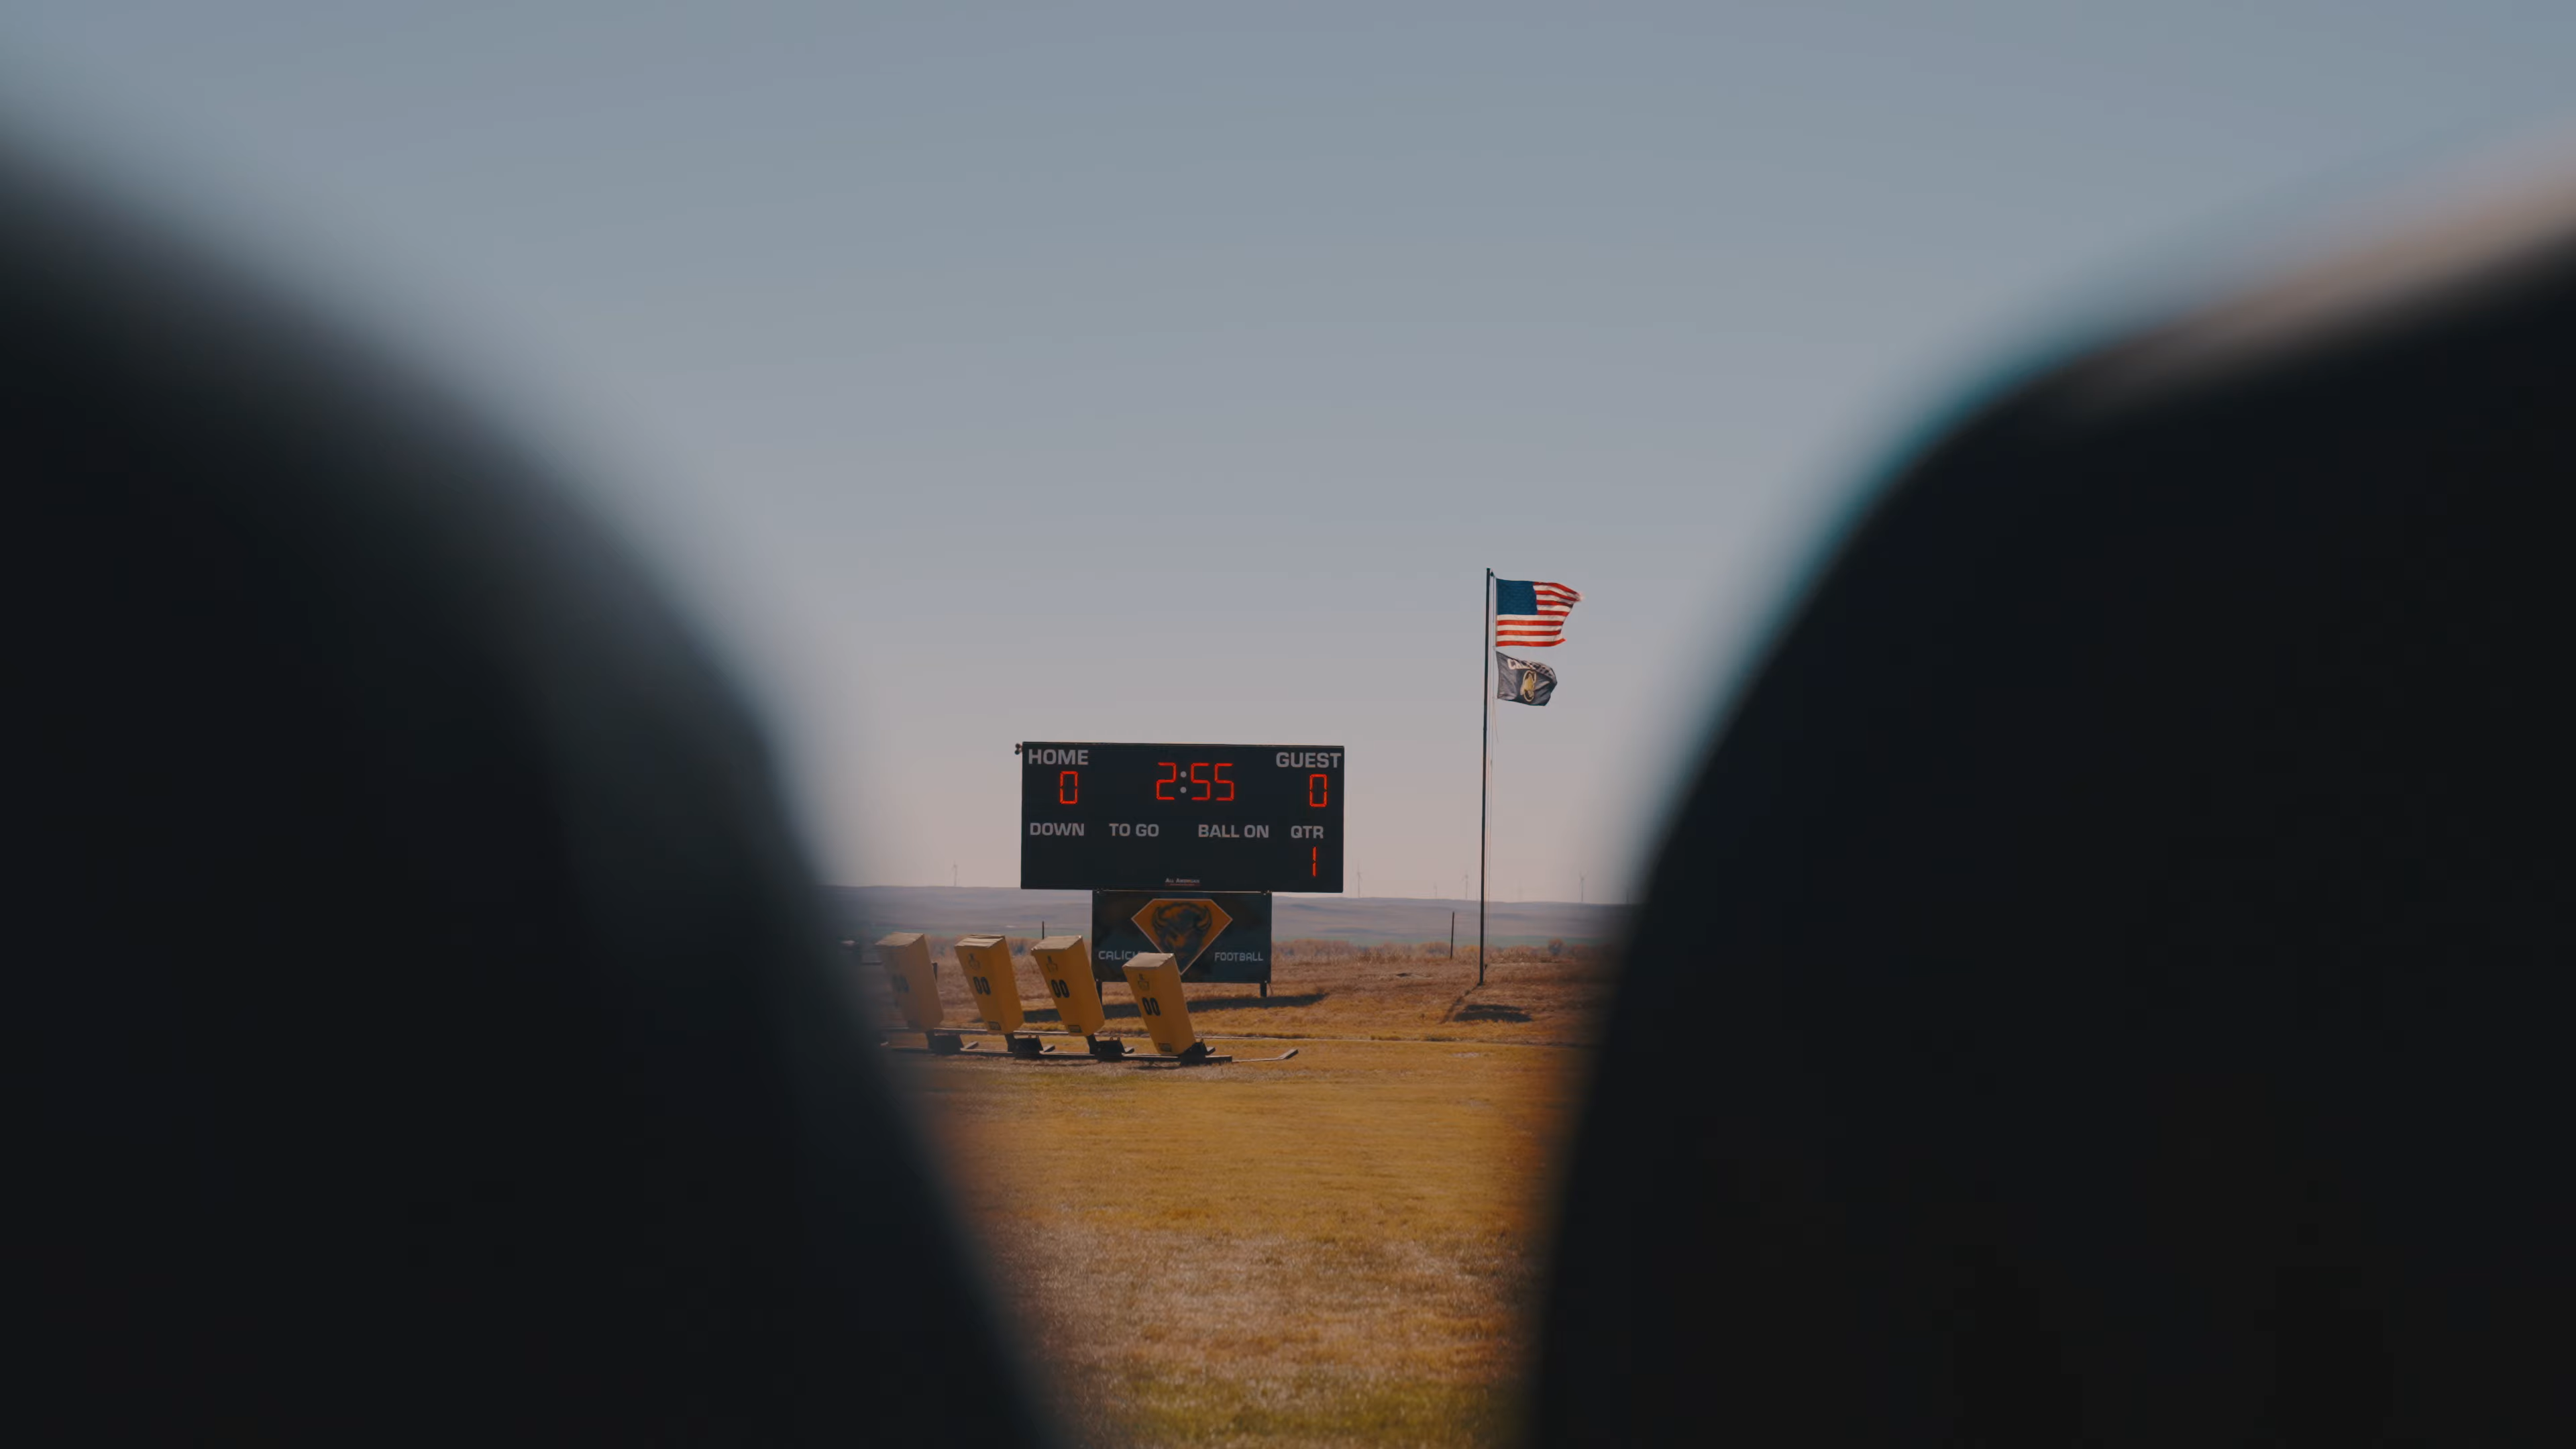 HOME GUEST
0 2:55 0
DOWN TO GO BALL ON QTR
1
FOOTBALL
00 00 00